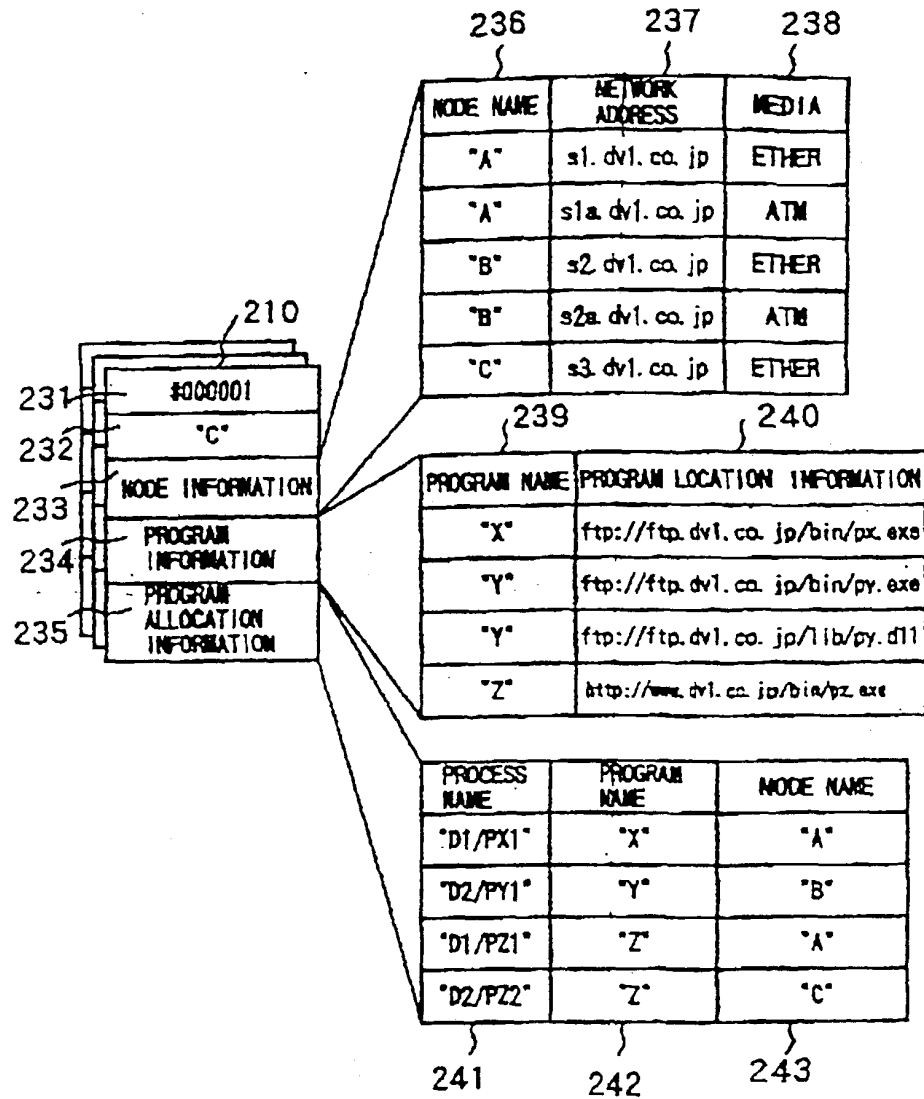 236 237 238
NODE NAME NETWORK ADDRESS MEDIA
"A" s1.dv1.co.jp ETHER
"A" s1a.dv1.co.jp ATM
"B" s2.dv1.co.jp ETHER
"B" s2a.dv1.co.jp ATM
"C" s3.dv1.co.jp ETHER
210
231 #000001
232 "C"
233 NODE INFORMATION
234 PROGRAM INFORMATION
235 PROGRAM ALLOCATION INFORMATION
239 240
PROGRAM NAME PROGRAM LOCATION INFORMATION
"X" ftp://ftp.dv1.co.jp/bin/px.exe
"Y" ftp://ftp.dv1.co.jp/bin/py.exe
"Y" ftp://ftp.dv1.co.jp/lib/py.dll
"Z" http://www.dv1.co.jp/bin/pz.exe
PROCESS NAME PROGRAM NAME NODE NAME
"D1/PX1" "X" "A"
"D2/PY1" "Y" "B"
"D1/PZ1" "Z" "A"
"D2/PZ2" "Z" "C"
241 242 243